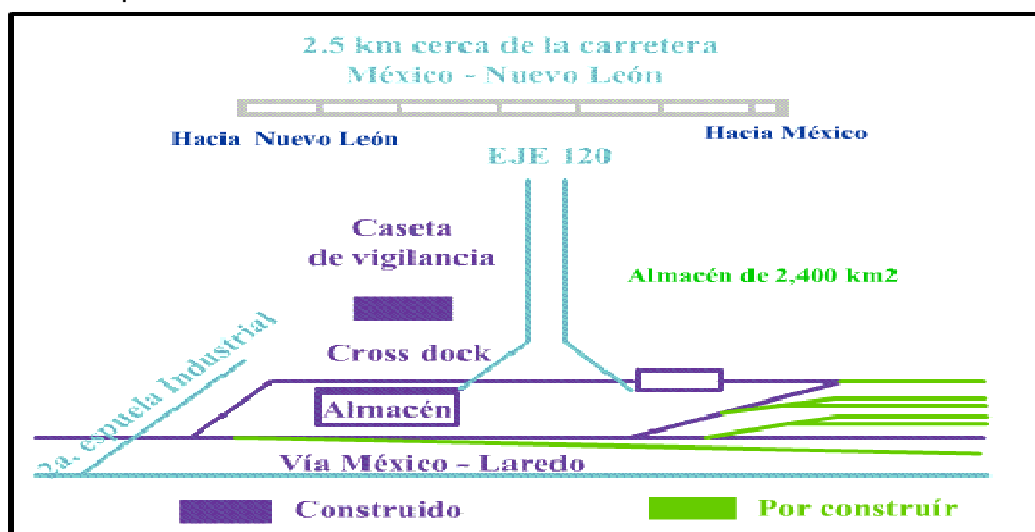 2.5 km cerca de la carretera
México - Nuevo León
Hacia Nuevo León
Hacia México
EJE 120
Caseta
de vigilancia
Almacén de 2,400 km2
2a. espuela Industrial
Cross dock
Almacén
Vía México - Laredo
Construido
Por construír